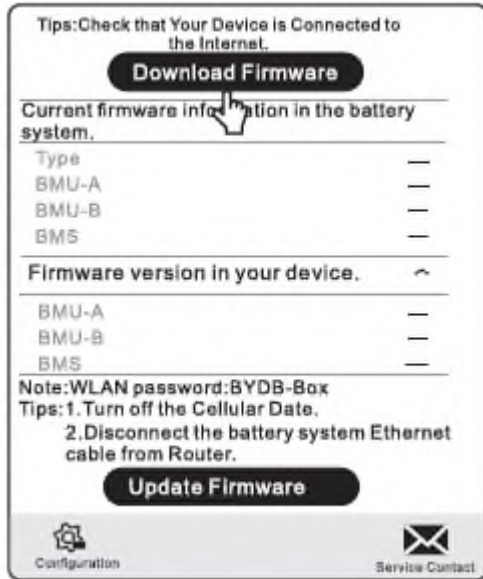 Tips:Check that Your Device is Connected to
the Internet.
Download Firmware
Current firmware information in the battery
system.
Type —
BMU-A —
BMU-B —
BMS —
Firmware version in your device.
BMU-A —
BMU-B —
BMS —
Note:WLAN password:BYDB-Box
Tips:1.Turn off the Cellular Date.
2.Disconnect the battery system Ethernet
cable from Router.
Update Firmware
Configuration
Service Contact